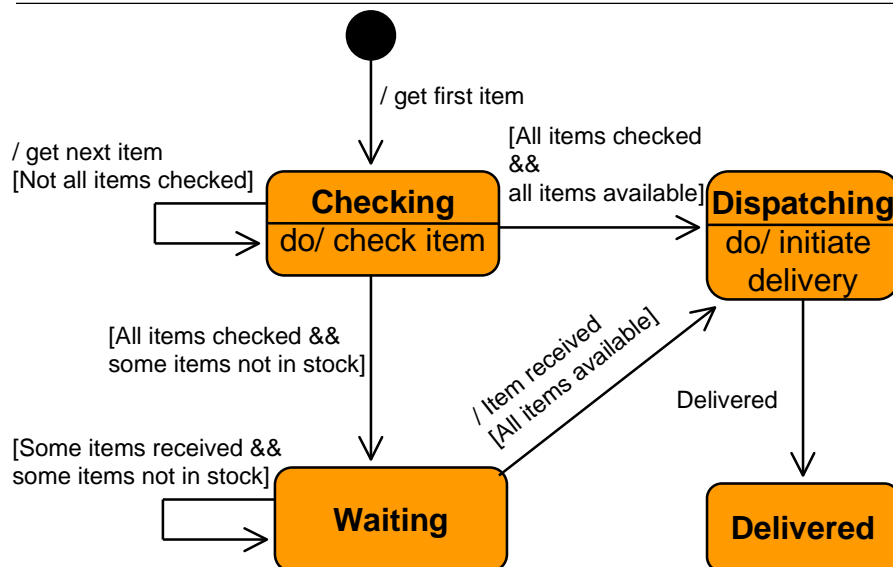 / get first item
/ get next item
[Not all items checked]
[All items checked
&&
all items available]
Checking
do/ check item
Dispatching
do/ initiate
delivery
[All items checked &&
some items not in stock]
/ Item received
[All items available]
Delivered
[Some items received &&
some items not in stock]
Waiting
Delivered